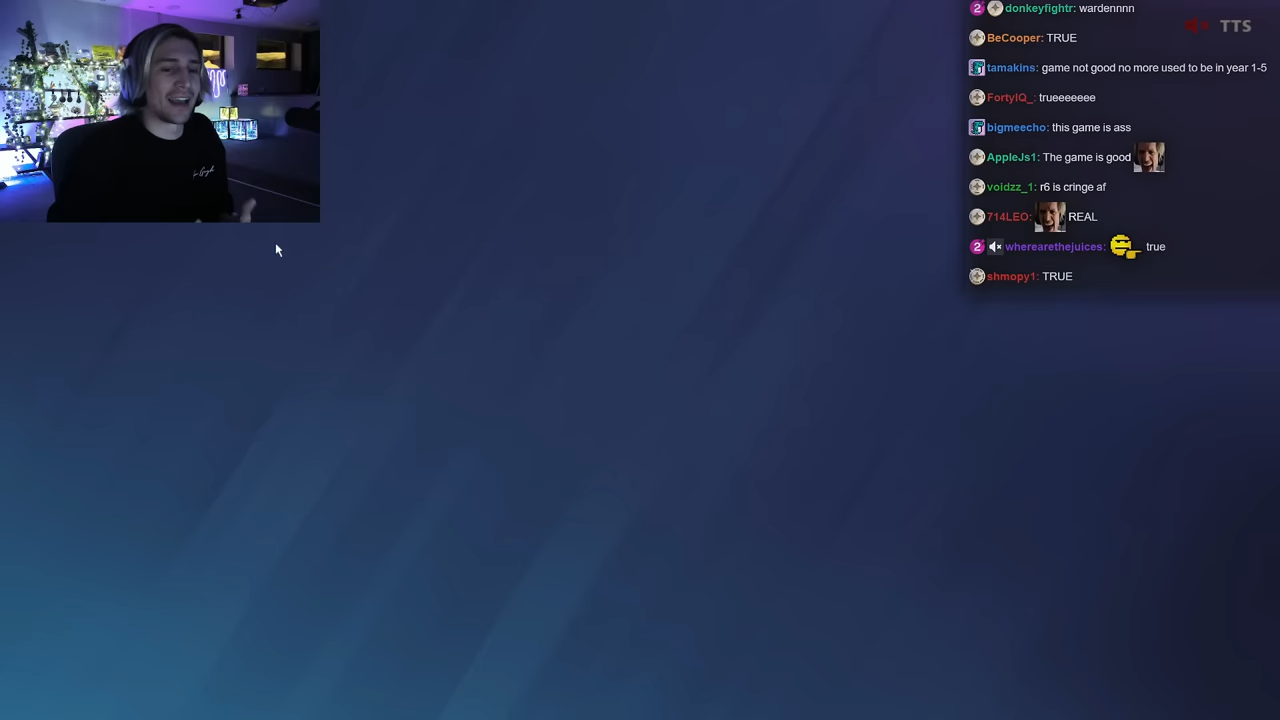 donkeyfightr: wardennnn
TTS
BeCooper: TRUE
tamakins: game not good no more used to be in year 1-5
FortyIQ_: trueeeeeee
bigmeecho: this game is ass
AppleJs1: The game is good
voidzz_1: r6 is cringe af
714LEO: REAL
2 wherearethejuices: true
shmopy1: TRUE